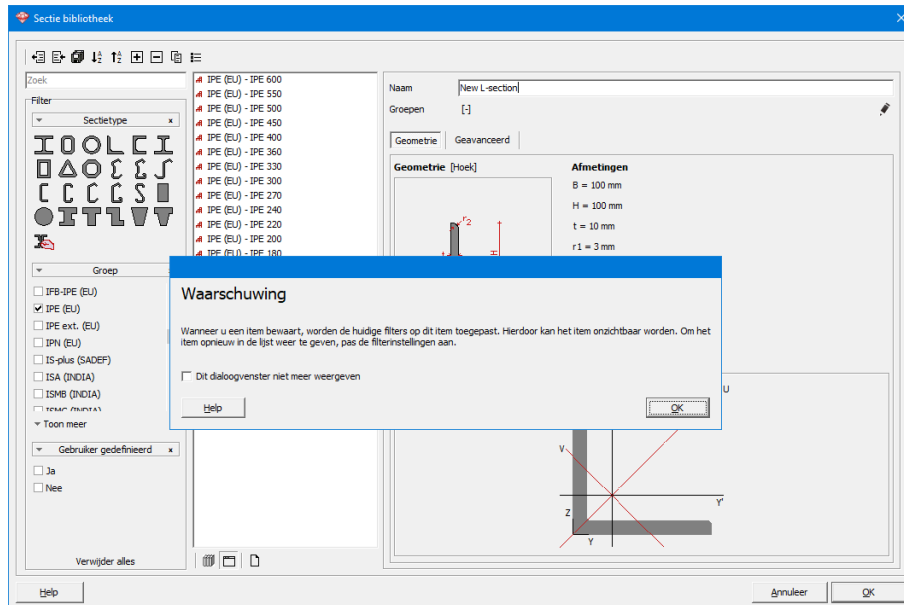 Sectie bibliotheek
Zoek
Filter
Sectietype
Groep
IFB-IPE (EU)
IPE (EU)
IPE ext. (EU)
IPN (EU)
IS-plus (SADEF)
ISA (INDIA)
ISMB (INDIA)
ISMC (INDIA)
Toon meer
Gebruiker gedefinieerd
Ja
Nee
Verwijder alles
IPE (EU) - IPE 600
IPE (EU) - IPE 550
IPE (EU) - IPE 500
IPE (EU) - IPE 450
IPE (EU) - IPE 400
IPE (EU) - IPE 360
IPE (EU) - IPE 330
IPE (EU) - IPE 300
IPE (EU) - IPE 270
IPE (EU) - IPE 240
IPE (EU) - IPE 220
IPE (EU) - IPE 200
IPE (EU) - IPE 180
Naam New L-section
Groepen [-]
Geometrie Geavanceerd
Geometrie [Hoek]
r2
t
H
Afmetingen
B = 100 mm
H = 100 mm
t = 10 mm
r1 = 3 mm
Waarschuwing
Wanneer u een item bewaart, worden de huidige filters op dit item toegepast. Hierdoor kan het item onzichtbaar worden. Om het
item opnieuw in de lijst weer te geven, pas de filterinstellingen aan.
Dit dialoogvenster niet meer weergeven
Help OK
U
V
Y'
Z
Y
Help Annuleer OK